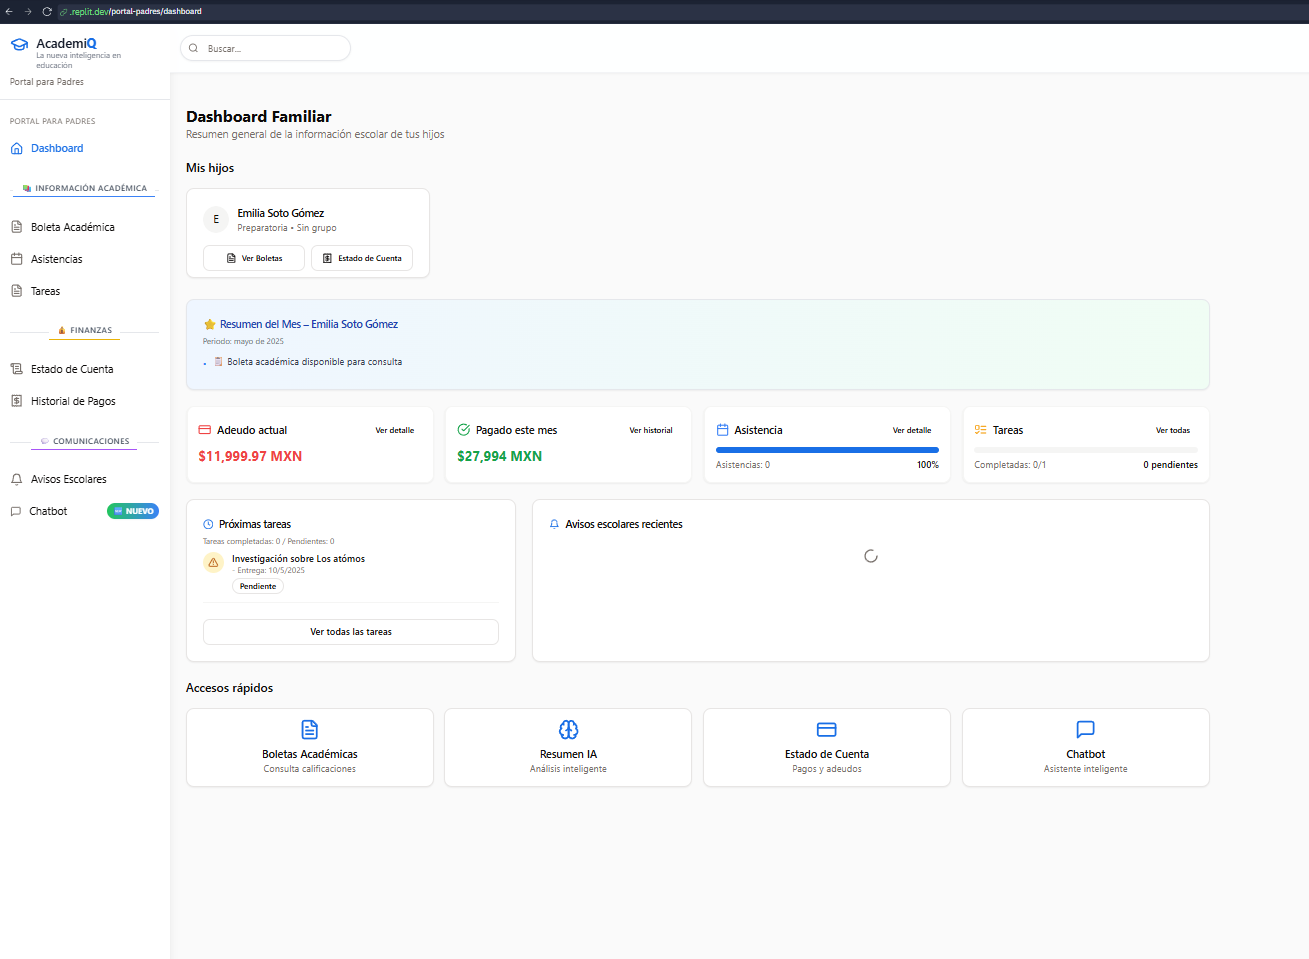 .replit.dev/portal-padres/dashboard
AcademiQ
La nueva inteligencia en
educación
Portal para Padres
Buscar...
PORTAL PARA PADRES
Dashboard
INFORMACIÓN ACADÉMICA
Boleta Académica
Asistencias
Tareas
FINANZAS
Estado de Cuenta
Historial de Pagos
COMUNICACIONES
Avisos Escolares
Chatbot
NUEVO
Dashboard Familiar
Resumen general de la información escolar de tus hijos
Mis hijos
E
Emilia Soto Gómez
Preparatoria • Sin grupo
Ver Boletas
Estado de Cuenta
Resumen del Mes – Emilia Soto Gómez
Periodo: mayo de 2025
Boleta académica disponible para consulta
Adeudo actual
Ver detalle
$11,999.97 MXN
Pagado este mes
Ver historial
$27,994 MXN
Asistencia
Ver detalle
Asistencias: 0
100%
Tareas
Ver todas
Completadas: 0/1
0 pendientes
Próximas tareas
Tareas completadas: 0 / Pendientes: 0
Investigación sobre Los atómos
- Entrega: 10/5/2025
Pendiente
Ver todas las tareas
Avisos escolares recientes
Accesos rápidos
Boletas Académicas
Consulta calificaciones
Resumen IA
Análisis inteligente
Estado de Cuenta
Pagos y adeudos
Chatbot
Asistente inteligente